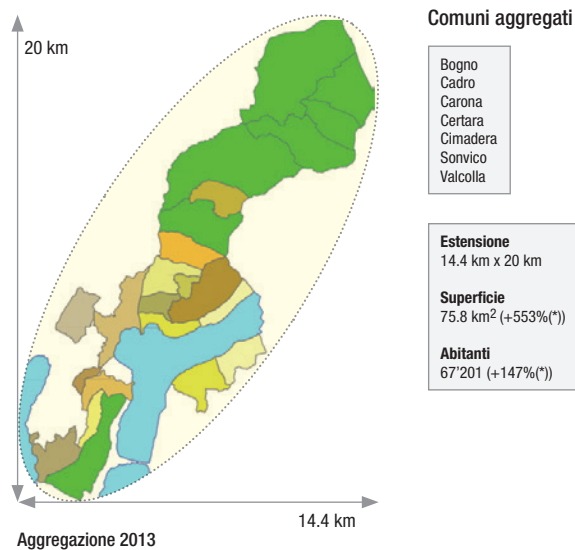 20 km
14.4 km
Aggregazione 2013
Comuni aggregati
Bogno
Cadro
Carona
Certara
Cimadera
Sonvico
Valcolla
Estensione
14.4 km x 20 km
Superficie
75.8 km² (+553%(*))
Abitanti
67'201 (+147%(*))